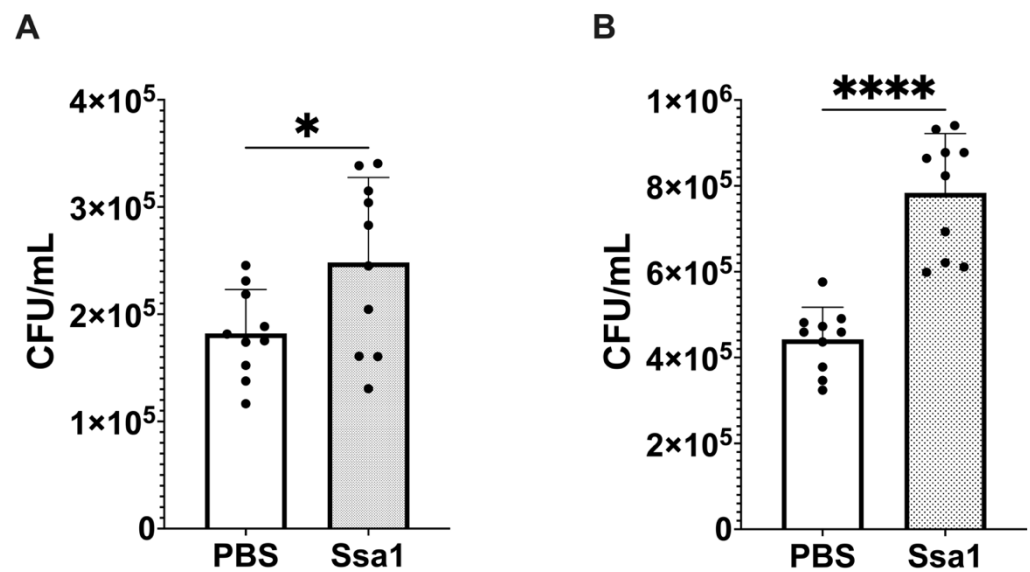 A
CFU/mL
4×10⁵
3×10⁵
2×10⁵
1×10⁵
0
*
PBS
Ssa1
B
CFU/mL
1×10⁶
8×10⁵
6×10⁵
4×10⁵
2×10⁵
0
****
PBS
Ssa1